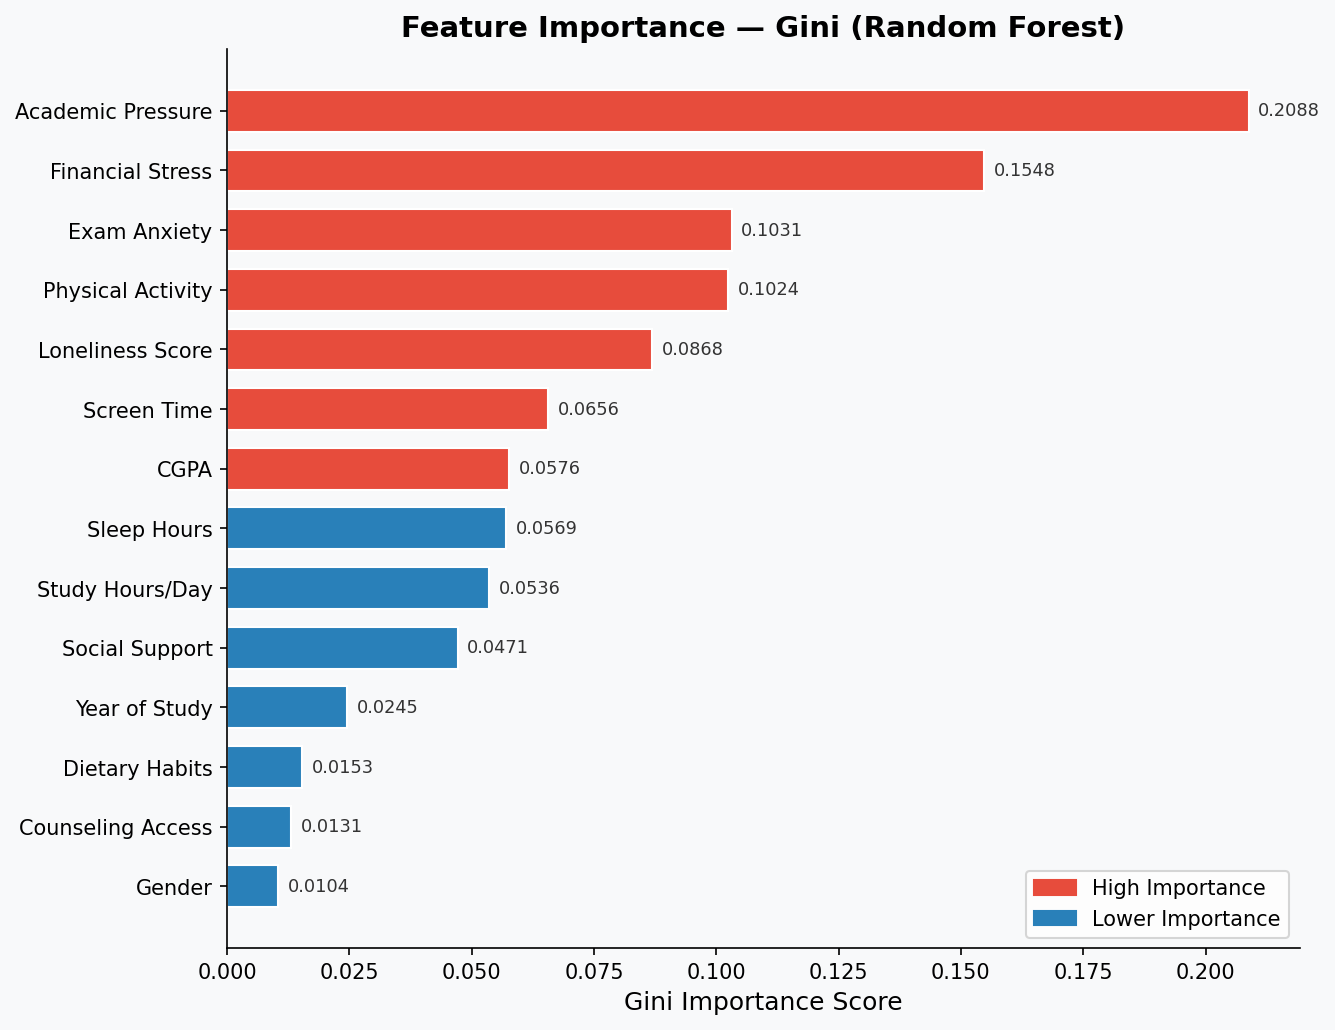 Feature Importance — Gini (Random Forest)
Academic Pressure 0.2088
Financial Stress 0.1548
Exam Anxiety 0.1031
Physical Activity 0.1024
Loneliness Score 0.0868
Screen Time 0.0656
CGPA 0.0576
Sleep Hours 0.0569
Study Hours/Day 0.0536
Social Support 0.0471
Year of Study 0.0245
Dietary Habits 0.0153
Counseling Access 0.0131
Gender 0.0104
High Importance
Lower Importance
0.000 0.025 0.050 0.075 0.100 0.125 0.150 0.175 0.200
Gini Importance Score